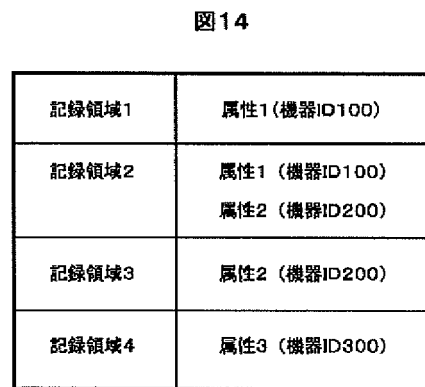 図14
記録領域1 属性1(機器ID100)
記録領域2 属性1（機器ID100）
属性2（機器ID200）
記録領域3 属性2（機器ID200）
記録領域4 属性3（機器ID300）